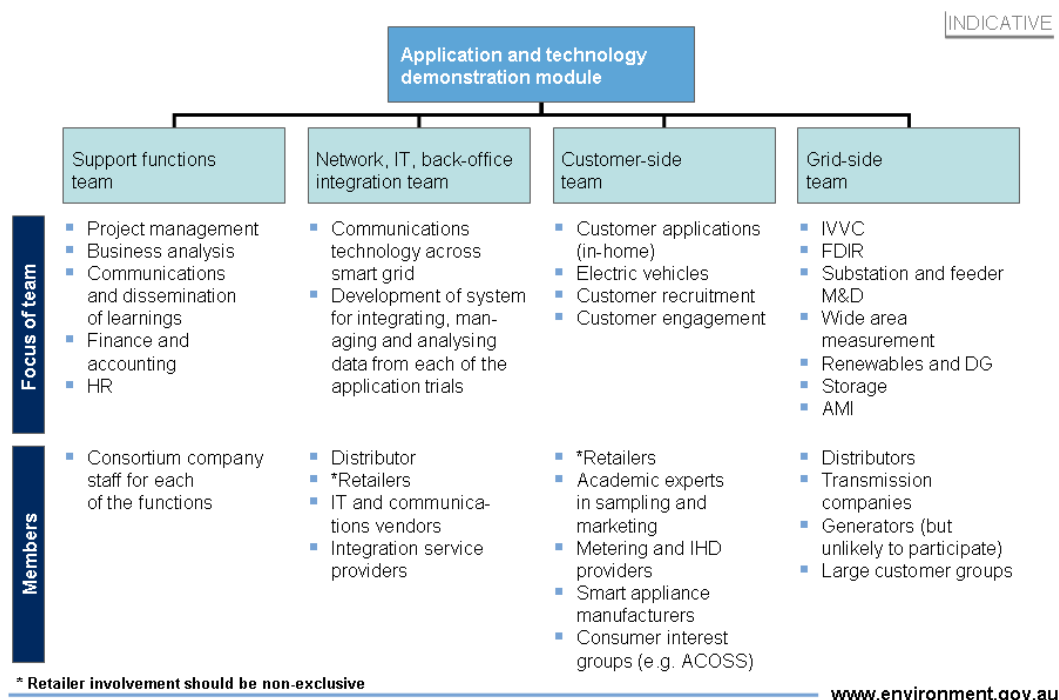 INDICATIVE
Application and technology
demonstration module
Support functions
team
Network, IT, back-office
integration team
Customer-side
team
Grid-side
team
Focus of team
Project management
Business analysis
Communications
and dissemination
of learnings
Finance and
accounting
HR
Communications
technology across
smart grid
Development of system
for integrating, man-
aging and analysing
data from each of the
application trials
Customer applications
(in-home)
Electric vehicles
Customer recruitment
Customer engagement
IVVC
FDIR
Substation and feeder
M&D
Wide area
measurement
Renewables and DG
Storage
AMI
Members
Consortium company
staff for each
of the functions
Distributor
*Retailers
IT and communica-
tions vendors
Integration service
providers
*Retailers
Academic experts
in sampling and
marketing
Metering and IHD
providers
Smart appliance
manufacturers
Consumer interest
groups (e.g. ACOSS)
Distributors
Transmission
companies
Generators (but
unlikely to participate)
Large customer groups
* Retailer involvement should be non-exclusive
www.environment.gov.au